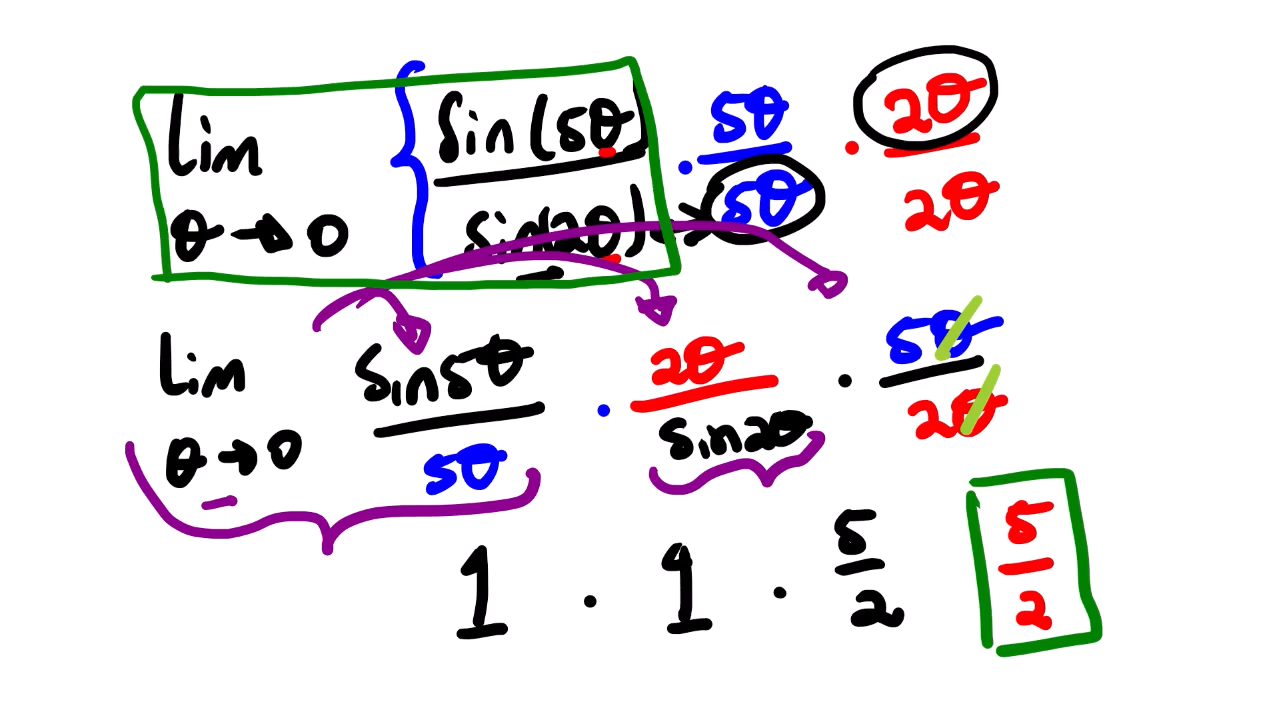 Lim θ→0 { sin(5θ) / sin(2θ) · 5θ / 5θ · 2θ / 2θ
Lim θ→0 sin5θ / 5θ · 2θ / sin2θ · 5θ / 2θ
1 · 1 · 5/2 5/2